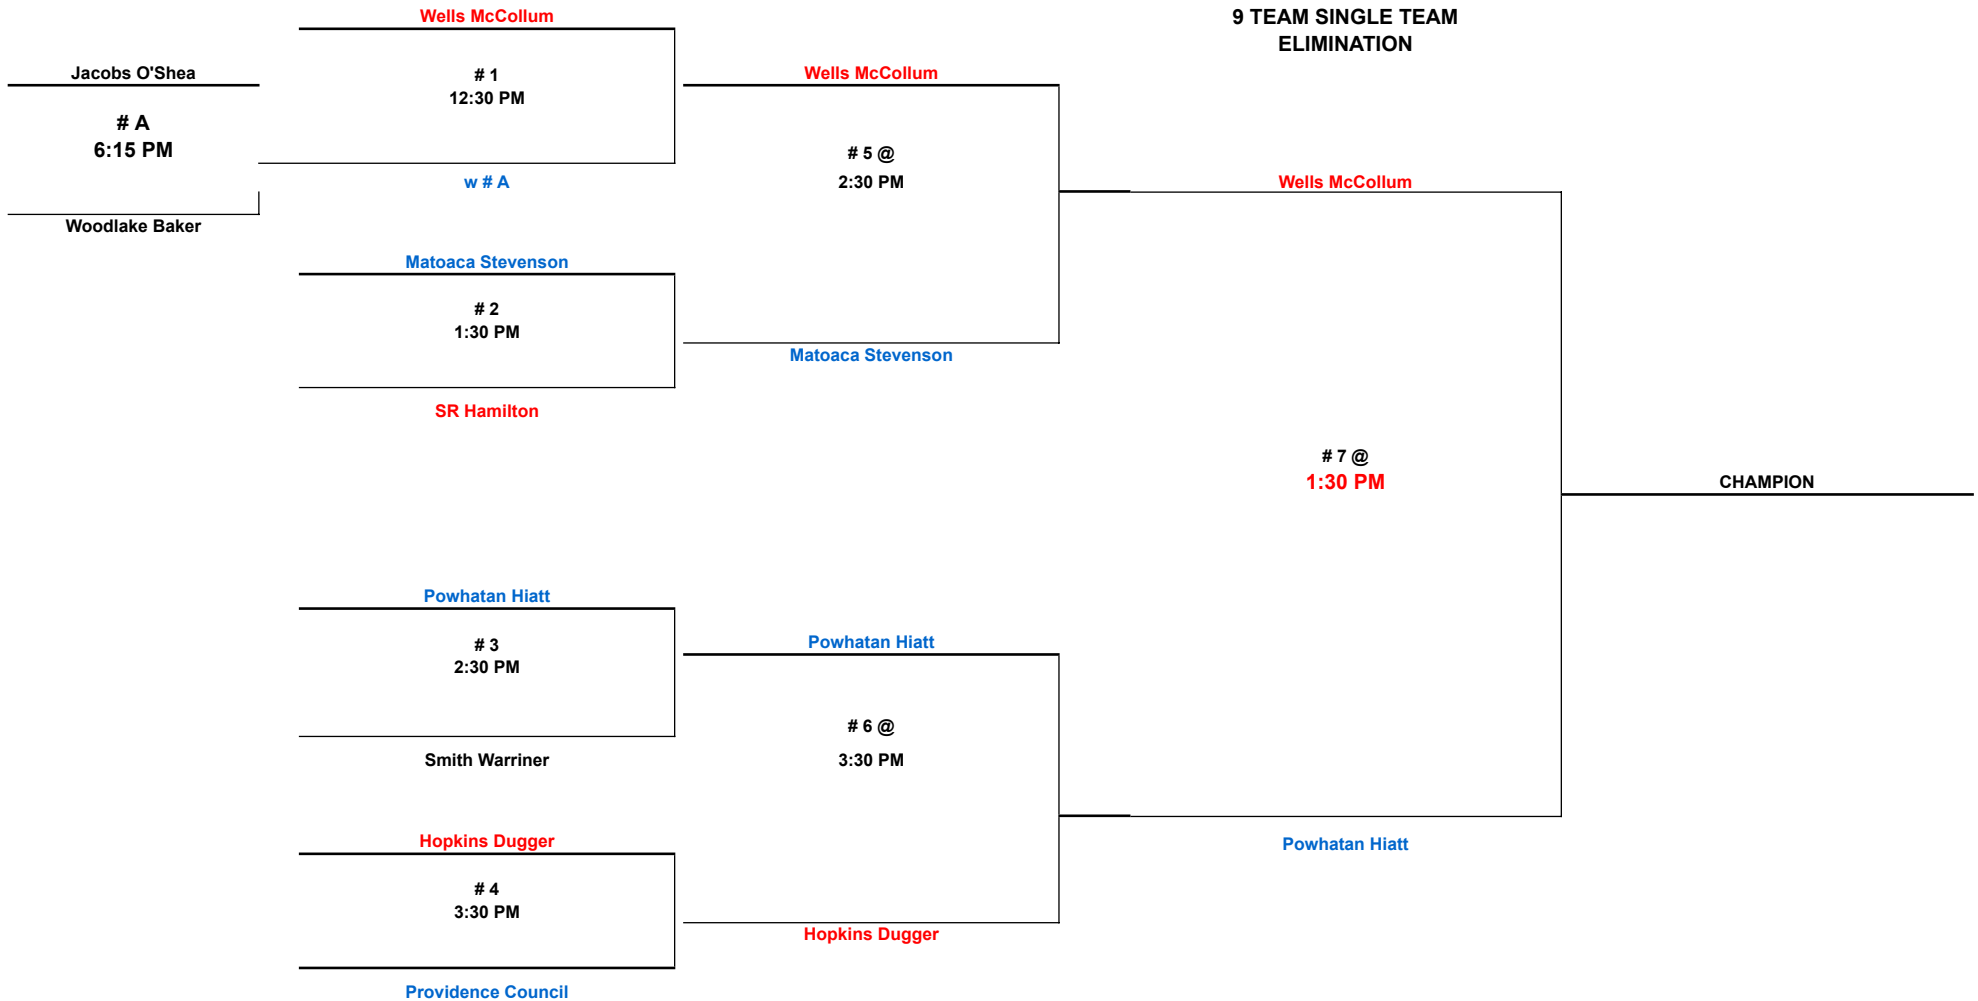 Wells McCollum
9 TEAM SINGLE TEAM
ELIMINATION
Jacobs O'Shea
# 1
12:30 PM
Wells McCollum
# A
6:15 PM
# 5 @
2:30 PM
w # A
Wells McCollum
Woodlake Baker
Matoaca Stevenson
# 2
1:30 PM
Matoaca Stevenson
SR Hamilton
# 7 @
1:30 PM
CHAMPION
Powhatan Hiatt
# 3
2:30 PM
Powhatan Hiatt
# 6 @
3:30 PM
Smith Warriner
Hopkins Dugger
Powhatan Hiatt
# 4
3:30 PM
Hopkins Dugger
Providence Council